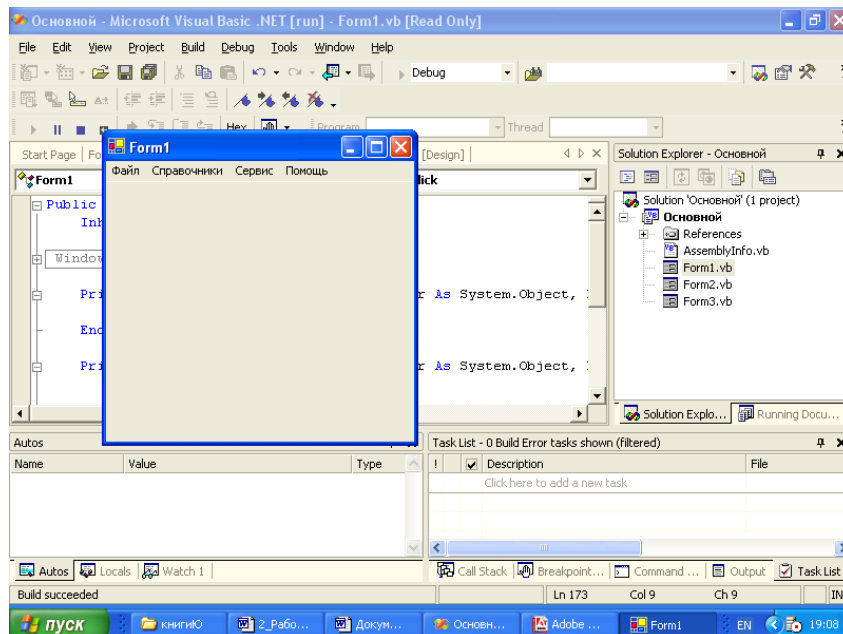 Основной - Microsoft Visual Basic .NET [run] - Form1.vb [Read Only]
File Edit View Project Build Debug Tools Window Help
Debug
Hex Program Thread
Start Page Fo [Design]
Form1 lick
Public
Inh
Window
Pri r As System.Object,
End
Pri r As System.Object,
Form1
Файл Справочники Сервис Помощь
Solution Explorer - Основной
Solution 'Основной' (1 project)
Основной
References
AssemblyInfo.vb
Form1.vb
Form2.vb
Form3.vb
Solution Explo... Running Docu...
Autos
Name Value Type
Autos Locals Watch 1
Task List - 0 Build Error tasks shown (filtered)
! Description File
Click here to add a new task
Call Stack Breakpoint... Command ... Output Task List
Build succeeded Ln 173 Col 9 Ch 9 IN
пуск книгиЮ 2_Рабо... Докум... Основн... Adobe ... Form1 EN 19:08